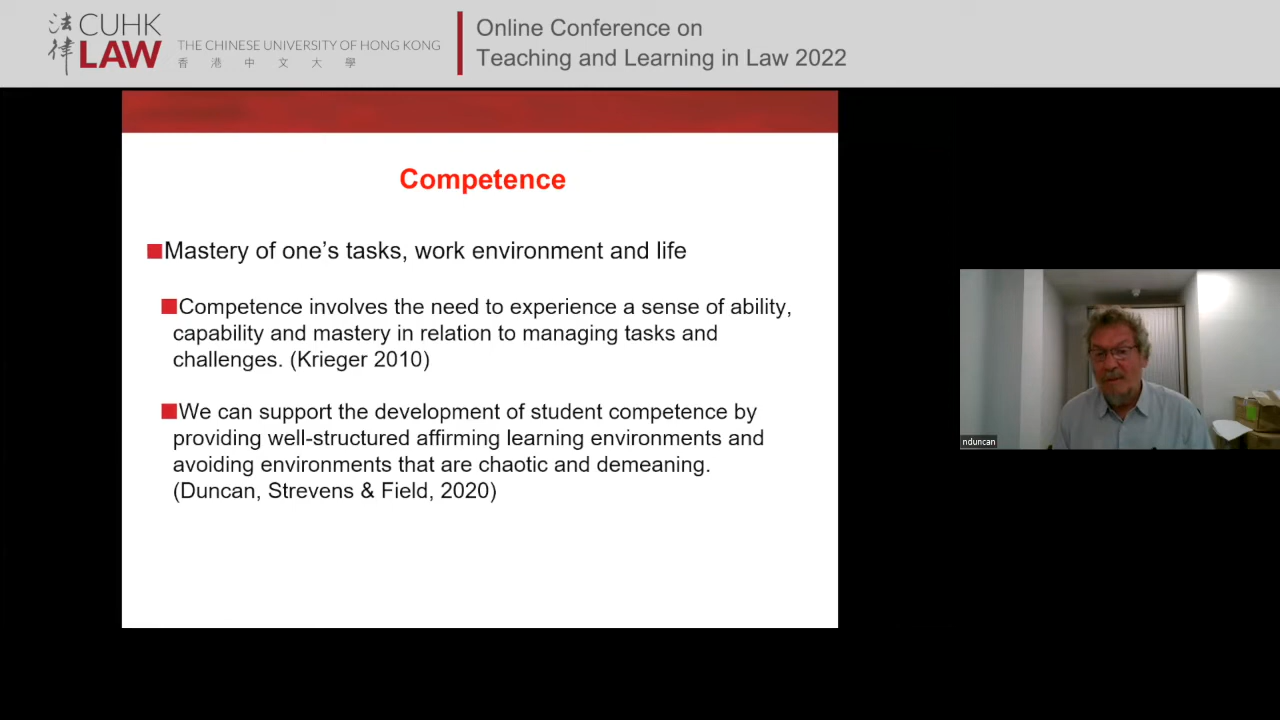 法律
CUHK
LAW
THE CHINESE UNIVERSITY OF HONG KONG
香港中文大學
Online Conference on
Teaching and Learning in Law 2022
Competence
Mastery of one's tasks, work environment and life
Competence involves the need to experience a sense of ability,
capability and mastery in relation to managing tasks and
challenges. (Krieger 2010)
We can support the development of student competence by
providing well-structured affirming learning environments and
avoiding environments that are chaotic and demeaning.
(Duncan, Strevens & Field, 2020)
nduncan